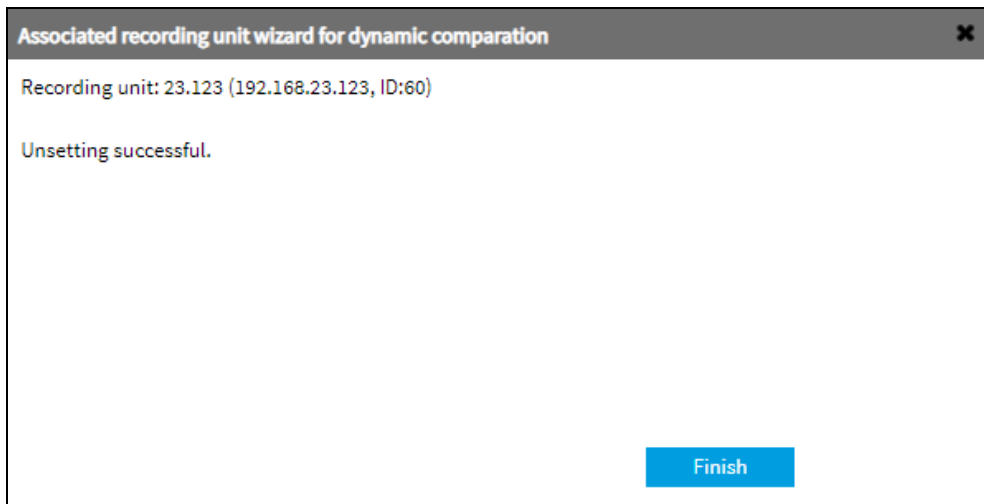 Associated recording unit wizard for dynamic comparation
Recording unit: 23.123 (192.168.23.123, ID:60)
Unsetting successful.
Finish